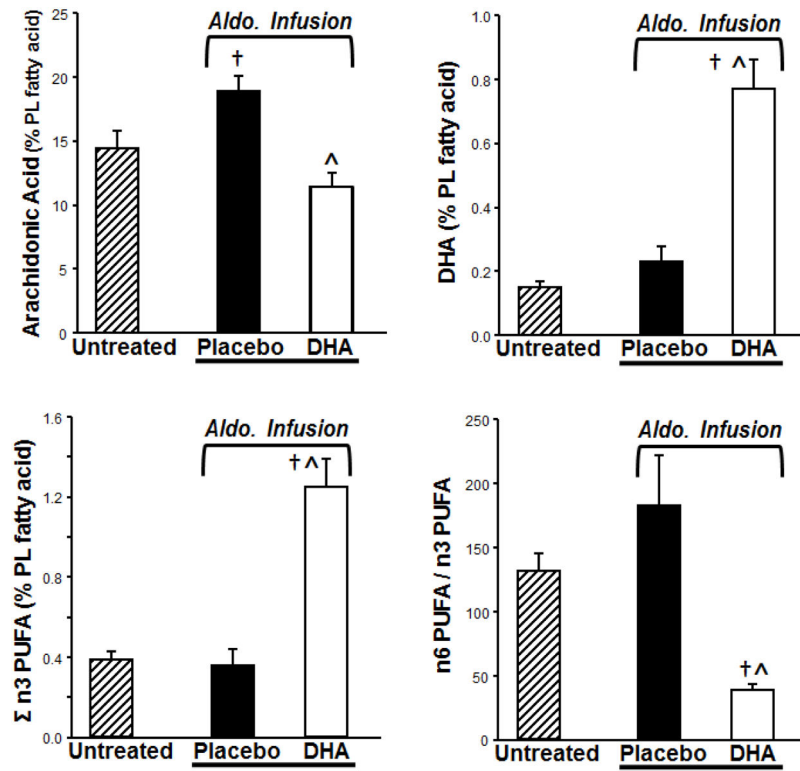 Arachidonic Acid (% PL fatty acid)
25
20
15
10
5
0
Aldo. Infusion
†
^
Untreated Placebo DHA
DHA (% PL fatty acid)
1.0
0.8
0.6
0.4
0.2
0.0
Aldo. Infusion
† ^
Untreated Placebo DHA
Σ n3 PUFA (% PL fatty acid)
1.6
1.2
0.8
0.4
0.0
Aldo. Infusion
† ^
Untreated Placebo DHA
n6 PUFA / n3 PUFA
250
200
150
100
50
0
Aldo. Infusion
†^
Untreated Placebo DHA